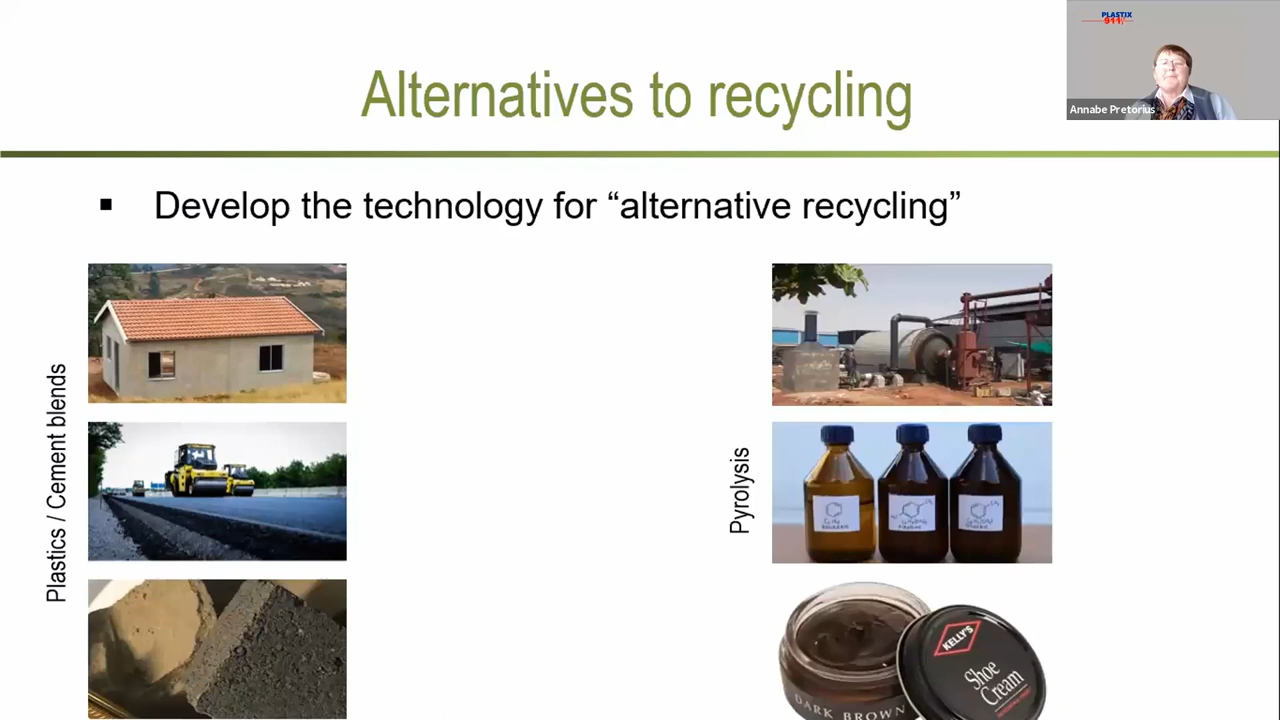 PLASTIX
911
Annabe Pretorius
Alternatives to recycling
▪ Develop the technology for “alternative recycling”
Plastics / Cement blends
Pyrolysis
KELLY'S
Shoe
Cream
DARK BROWN